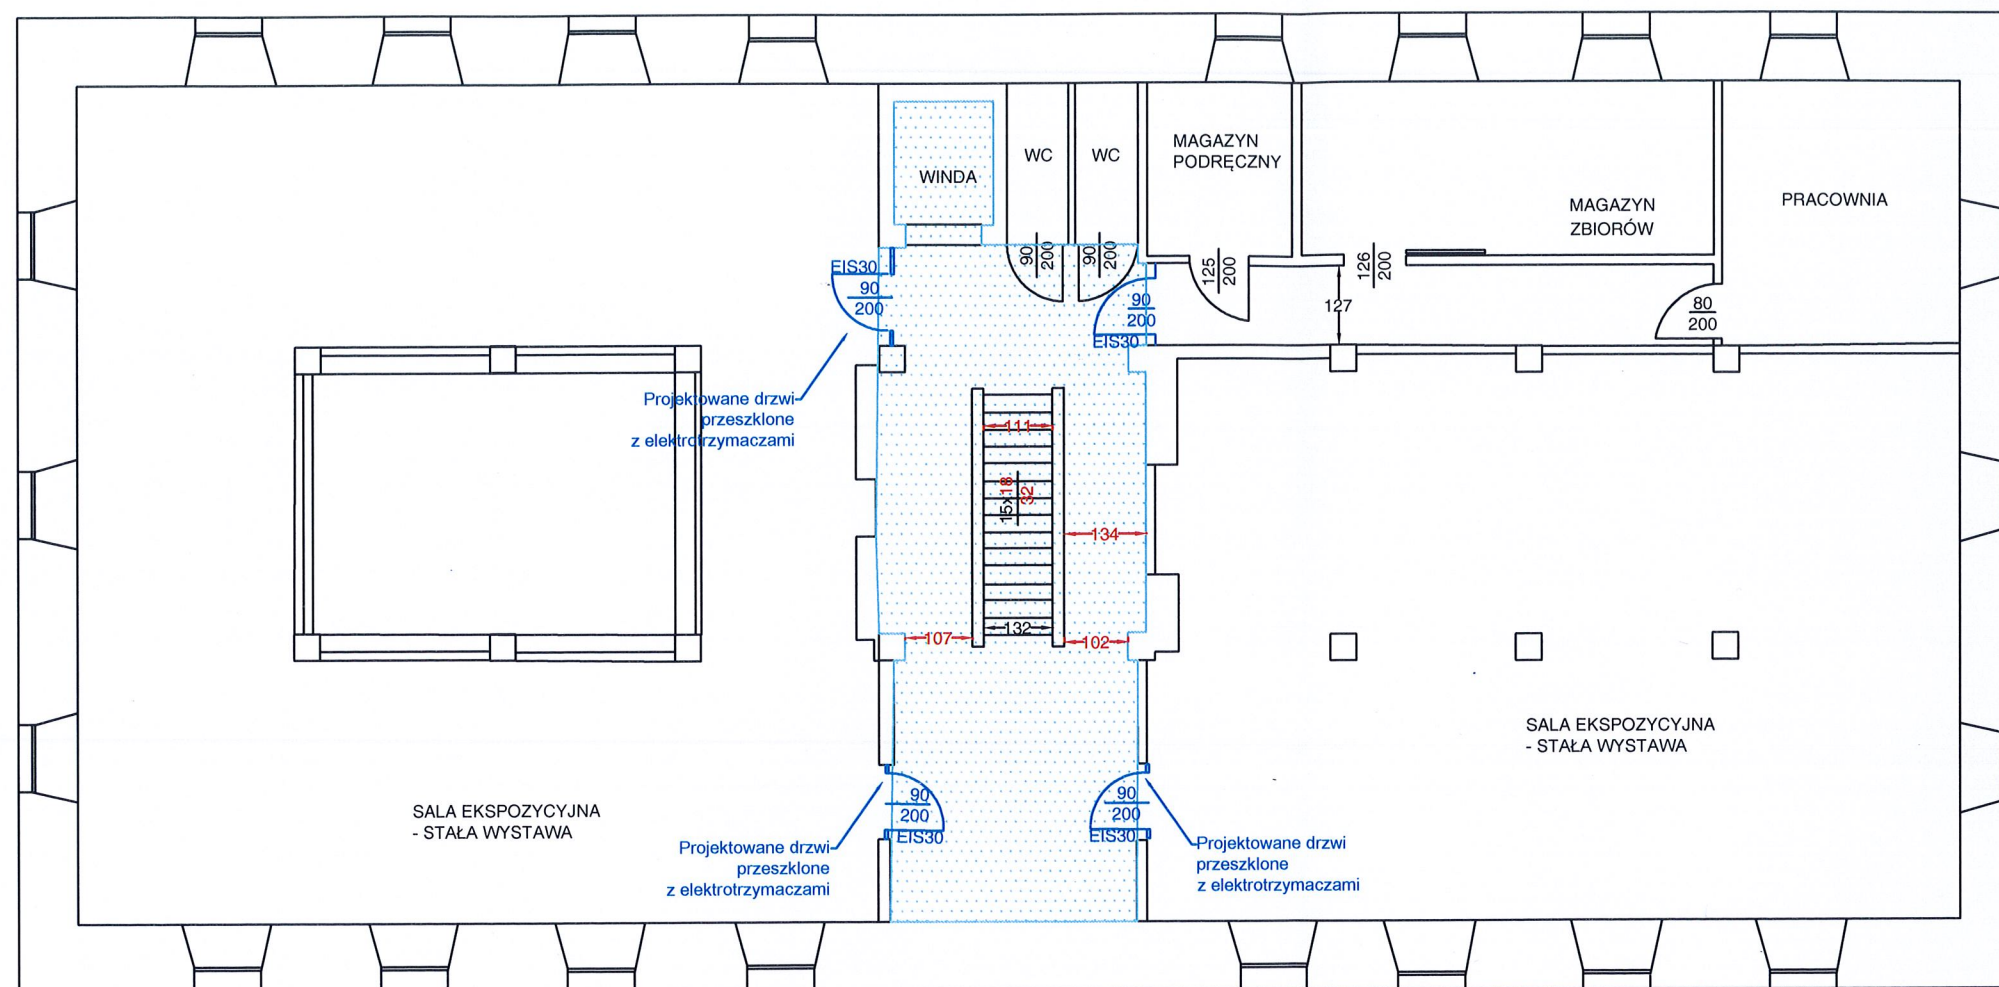 WINDA
WC
WC
MAGAZYN
PODRĘCZNY
MAGAZYN
ZBIORÓW
PRACOWNIA
EIS30
90
200
90
200
90
200
90
200
EIS30
125
200
126
200
127
80
200
Projektowane drzwi
przeszklone
z elektrotrzymaczami
111
15x18
32
134
107
132
102
SALA EKSPOZYCYJNA
- STAŁA WYSTAWA
SALA EKSPOZYCYJNA
- STAŁA WYSTAWA
90
200
EIS30
90
200
EIS30
Projektowane drzwi
przeszklone
z elektrotrzymaczami
Projektowane drzwi
przeszklone
z elektrotrzymaczami